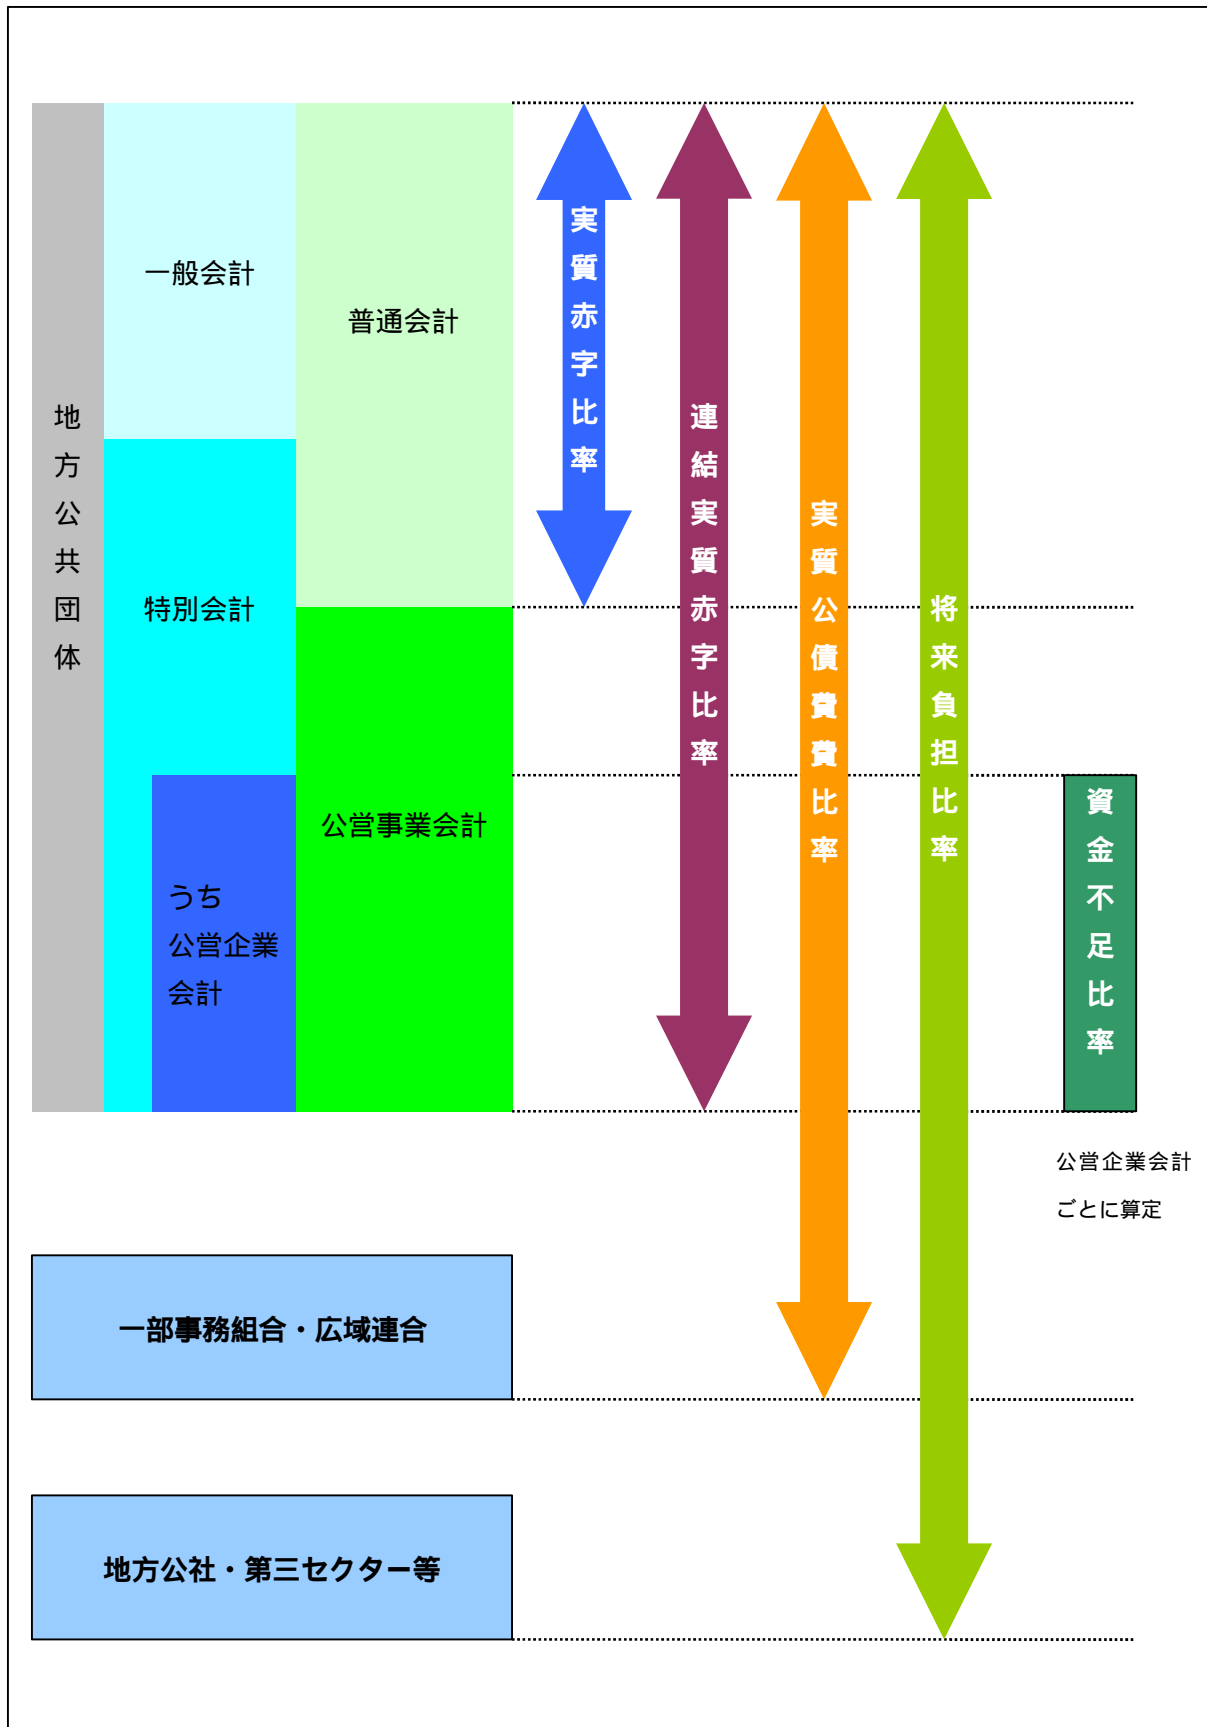 地方公共団体
一般会計
特別会計
うち
公営企業
会計
普通会計
公営事業会計
実質赤字比率
連結実質赤字比率
実質公債費費比率
将来負担比率
資金不足比率
公営企業会計
ごとに算定
一部事務組合・広域連合
地方公社・第三セクター等